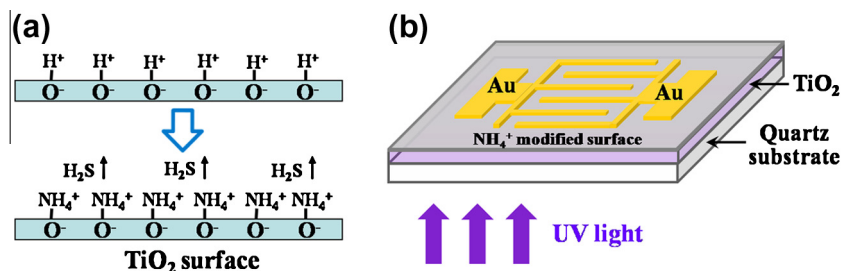 (a)
H⁺ H⁺ H⁺ H⁺ H⁺ H⁺
O⁻ O⁻ O⁻ O⁻ O⁻ O⁻
H₂S H₂S H₂S
NH₄⁺ NH₄⁺ NH₄⁺ NH₄⁺ NH₄⁺ NH₄⁺
O⁻ O⁻ O⁻ O⁻ O⁻ O⁻
TiO₂ surface
(b)
Au Au
TiO₂
NH₄⁺ modified surface
Quartz
substrate
UV light